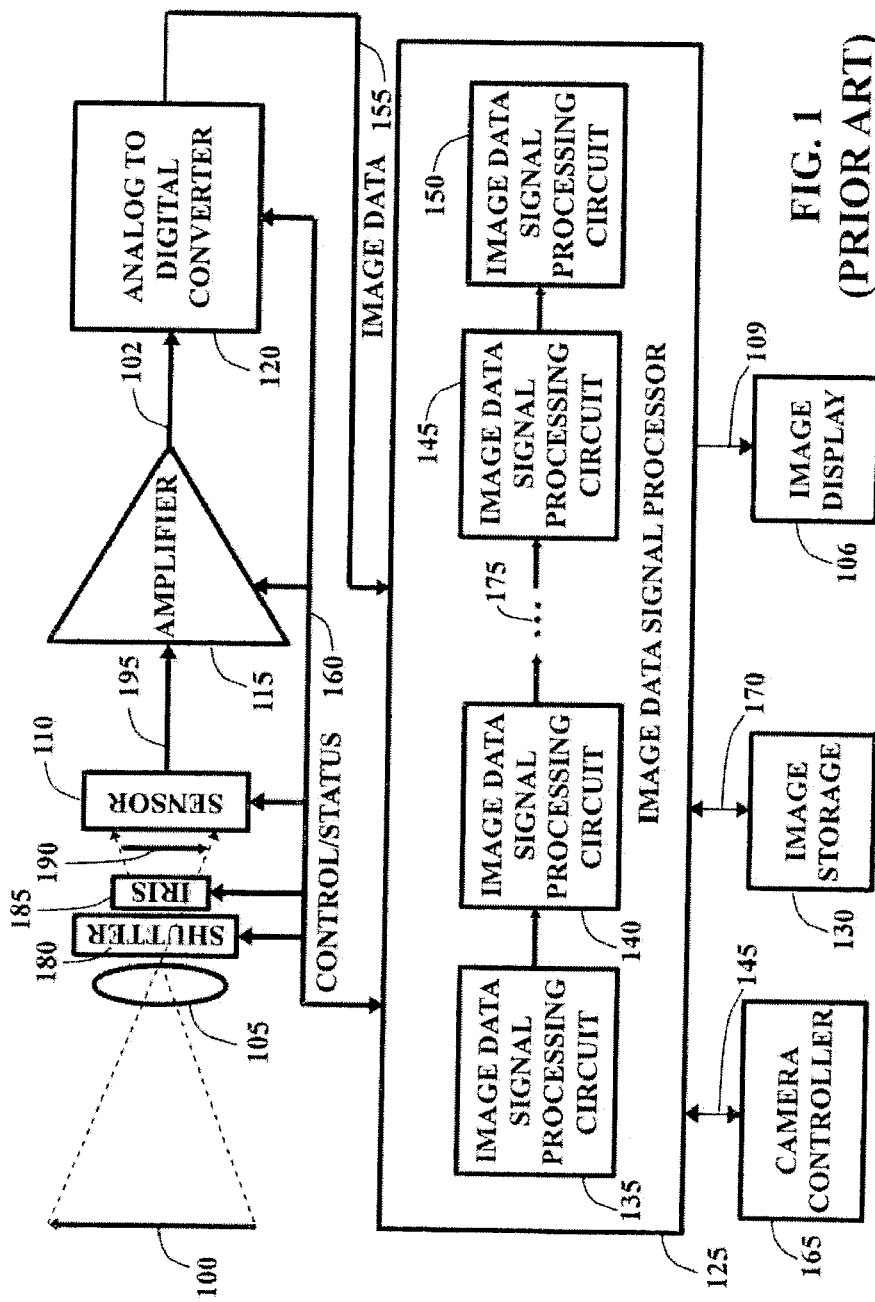 100
105
SHUTTER
180
IRIS
185
190
SENSOR
110
195
AMPLIFIER
115
102
ANALOG TO
DIGITAL
CONVERTER
120
CONTROL/STATUS
160
IMAGE DATA
155
IMAGE DATA
SIGNAL
PROCESSING
CIRCUIT
135
IMAGE DATA
SIGNAL
PROCESSING
CIRCUIT
140
...
175
IMAGE DATA
SIGNAL
PROCESSING
CIRCUIT
145
IMAGE DATA
SIGNAL
PROCESSING
CIRCUIT
150
IMAGE DATA SIGNAL PROCESSOR
125
CAMERA
CONTROLLER
165
145
IMAGE
STORAGE
130
170
IMAGE
DISPLAY
106
109
FIG. 1
(PRIOR ART)